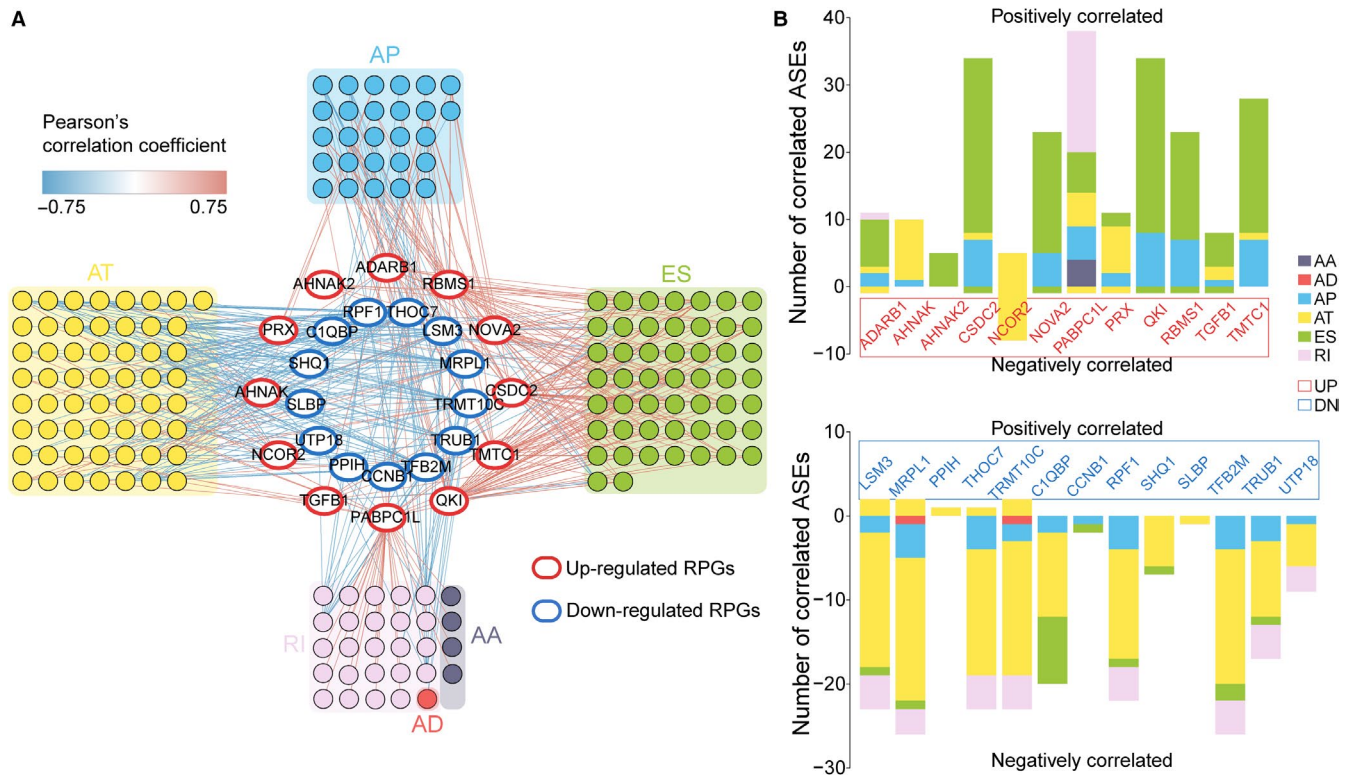 A
Pearson's
correlation coefficient
−0.75
0.75
AP
AT
ES
ADARB1
AHNAK2
RBMS1
RPF1
THOC7
PRX
C1QBP
LSM3
NOVA2
SHQ1
MRPL1
AHNAK
SLBP
TRMT10C
CSDC2
UTP18
TRUB1
NCOR2
PPIH
CCNB1
TFB2M
TMTC1
TGFB1
PABPC1L
QKI
Up-regulated RPGs
Down-regulated RPGs
RI
AA
AD
B
Positively correlated
Number of correlated ASEs
40
30
20
10
0
−10
ADARB1
AHNAK
AHNAK2
CSDC2
NCOR2
NOVA2
PABPC1L
PRX
QKI
RBMS1
TGFB1
TMTC1
Negatively correlated
AA
AD
AP
AT
ES
RI
UP
DN
Positively correlated
Number of correlated ASEs
10
0
−10
−20
−30
LSM3
MRPL1
PPIH
THOC7
TRMT10C
C1QBP
CCNB1
RPF1
SHQ1
SLBP
TFB2M
TRUB1
UTP18
Negatively correlated